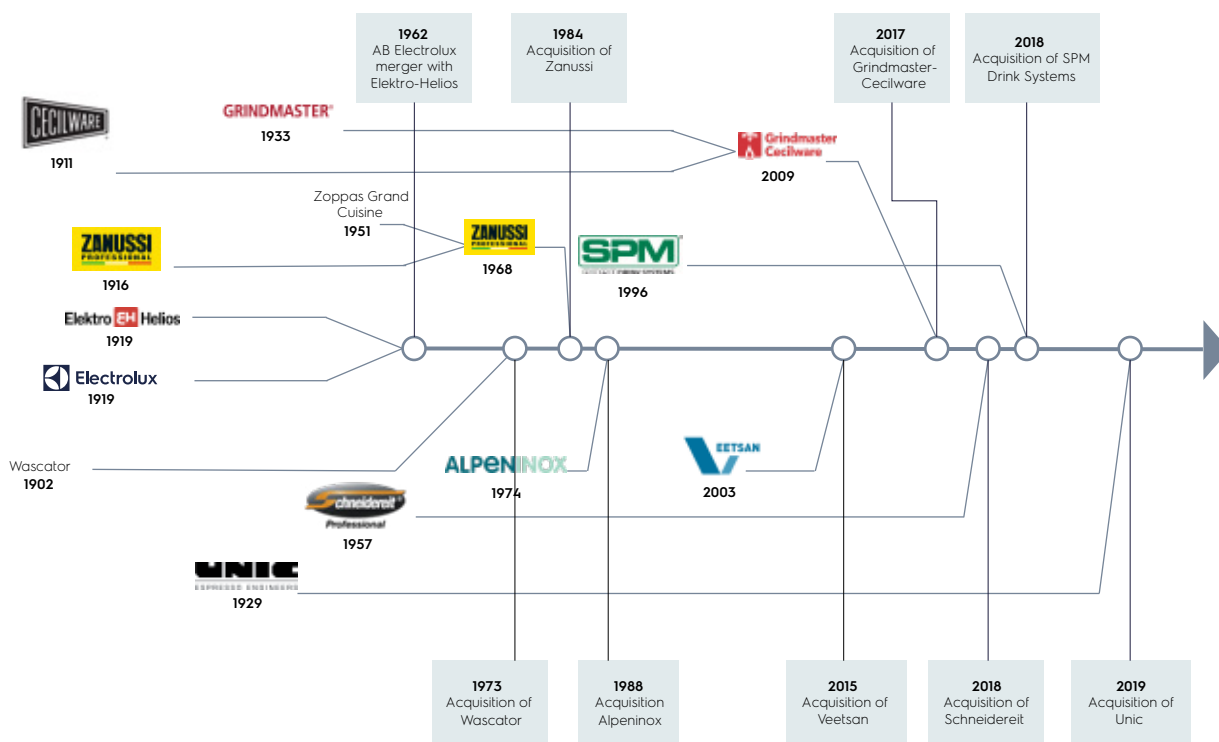 1962
AB Electrolux
merger with
Elektro-Helios
1984
Acquisition of
Zanussi
2017
Acquisition of
Grindmaster-
Cecilware
2018
Acquisition of SPM
Drink Systems
CECILWARE
1911
GRINDMASTER®
1933
Grindmaster
Cecilware
2009
Zoppas Grand
Cuisine
1951
ZANUSSI
PROFESSIONAL
1916
ZANUSSI
PROFESSIONAL
1968
SPM
DRINK SYSTEMS
1996
Elektro EH Helios
1919
Electrolux
1919
Wascator
1902
ALPENINOX
1974
VEETSAN
2003
Schneidereit
Professional
1957
UNIC
ESPRESSO ENGINEERS
1929
1973
Acquisition of
Wascator
1988
Acquisition
Alpeninox
2015
Acquisition of
Veetsan
2018
Acquisition of
Schneidereit
2019
Acquisition of
Unic